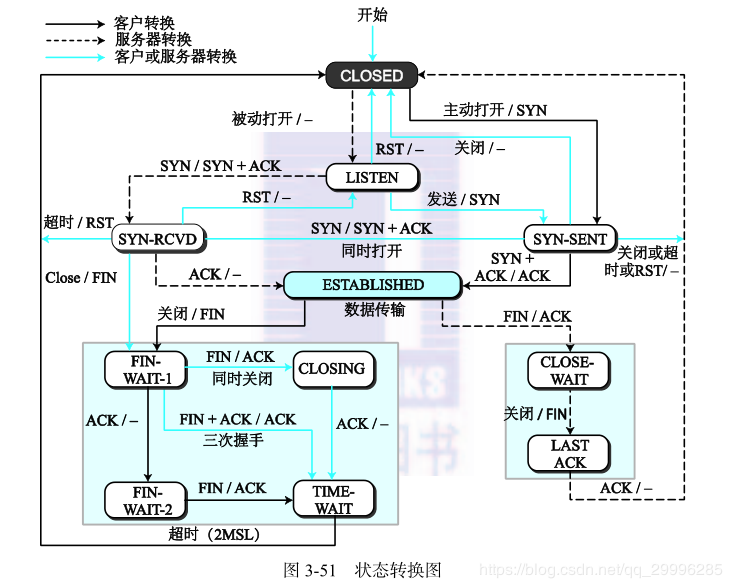 客户转换
服务器转换
客户或服务器转换
开始
CLOSED
被动打开 / –
主动打开 / SYN
RST / –
关闭 / –
SYN / SYN + ACK
LISTEN
RST / –
发送 / SYN
超时 / RST
SYN-RCVD
SYN / SYN + ACK
同时打开
SYN-SENT
关闭或超
时或RST/ –
Close / FIN
ACK / –
SYN +
ACK / ACK
ESTABLISHED
数据传输
关闭 / FIN
FIN / ACK
FIN-
WAIT-1
FIN / ACK
同时关闭
CLOSING
CLOSE-
WAIT
ACK / –
FIN + ACK / ACK
三次握手
ACK / –
关闭 / FIN
LAST
ACK
FIN-
WAIT-2
FIN / ACK
TIME-
WAIT
ACK / –
超时（2MSL）
图 3-51 状态转换图
https://blog.csdn.net/qq_29996285